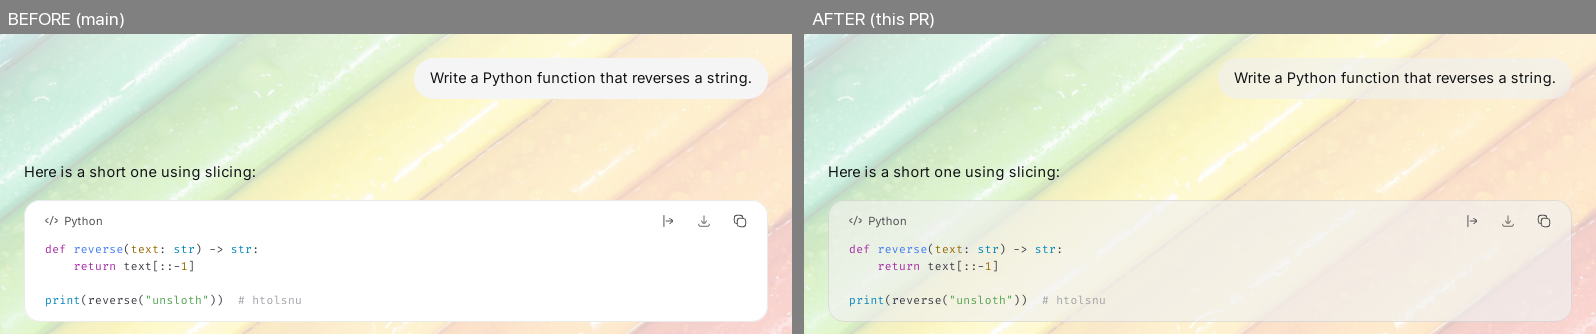 BEFORE (main)
Write a Python function that reverses a string.
Here is a short one using slicing:
</> Python
def reverse(text: str) -> str:
    return text[::-1]
print(reverse("unsloth"))  # htolsnu
AFTER (this PR)
Write a Python function that reverses a string.
Here is a short one using slicing:
</> Python
def reverse(text: str) -> str:
    return text[::-1]
print(reverse("unsloth"))  # htolsnu